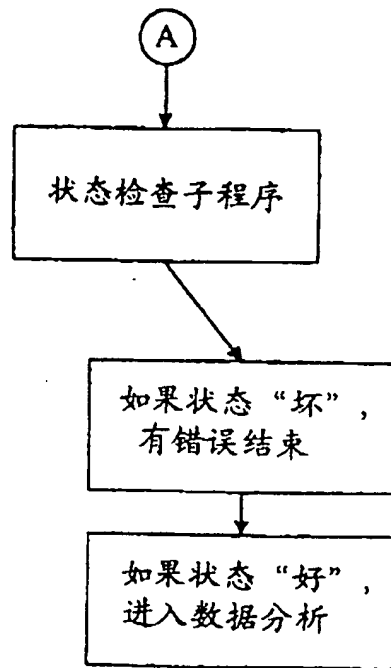 A
状态检查子程序
如果状态“坏”，
有错误结束
如果状态“好”，
进入数据分析